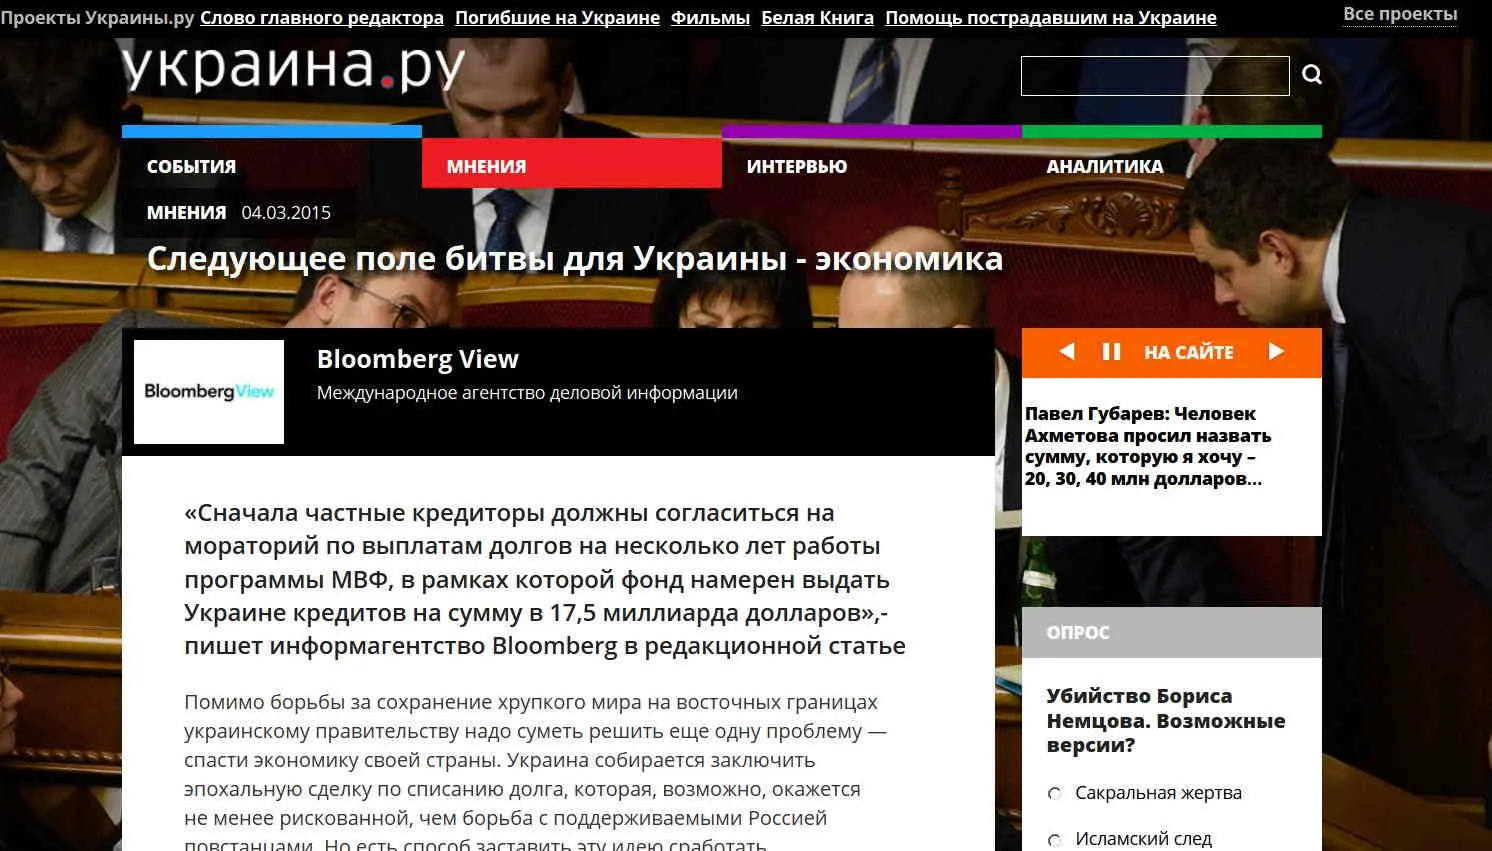 Проекты Украины.ру Слово главного редактора Погибшие на Украине Фильмы Белая Книга Помощь пострадавшим на Украине Все проекты
украина.ру
СОБЫТИЯ МНЕНИЯ ИНТЕРВЬЮ АНАЛИТИКА
МНЕНИЯ 04.03.2015
Следующее поле битвы для Украины - экономика
BloombergView
Bloomberg View
Международное агентство деловой информации
«Сначала частные кредиторы должны согласиться на
мораторий по выплатам долгов на несколько лет работы
программы МВФ, в рамках которой фонд намерен выдать
Украине кредитов на сумму в 17,5 миллиарда долларов»,-
пишет информагентство Bloomberg в редакционной статье
Помимо борьбы за сохранение хрупкого мира на восточных границах
украинскому правительству надо суметь решить еще одну проблему —
спасти экономику своей страны. Украина собирается заключить
эпохальную сделку по списанию долга, которая, возможно, окажется
не менее рискованной, чем борьба с поддерживаемыми Россией
повстанцами. Но есть способ заставить эту идею сработать.
НА САЙТЕ
Павел Губарев: Человек
Ахметова просил назвать
сумму, которую я хочу –
20, 30, 40 млн долларов...
ОПРОС
Убийство Бориса
Немцова. Возможные
версии?
Сакральная жертва
Исламский след